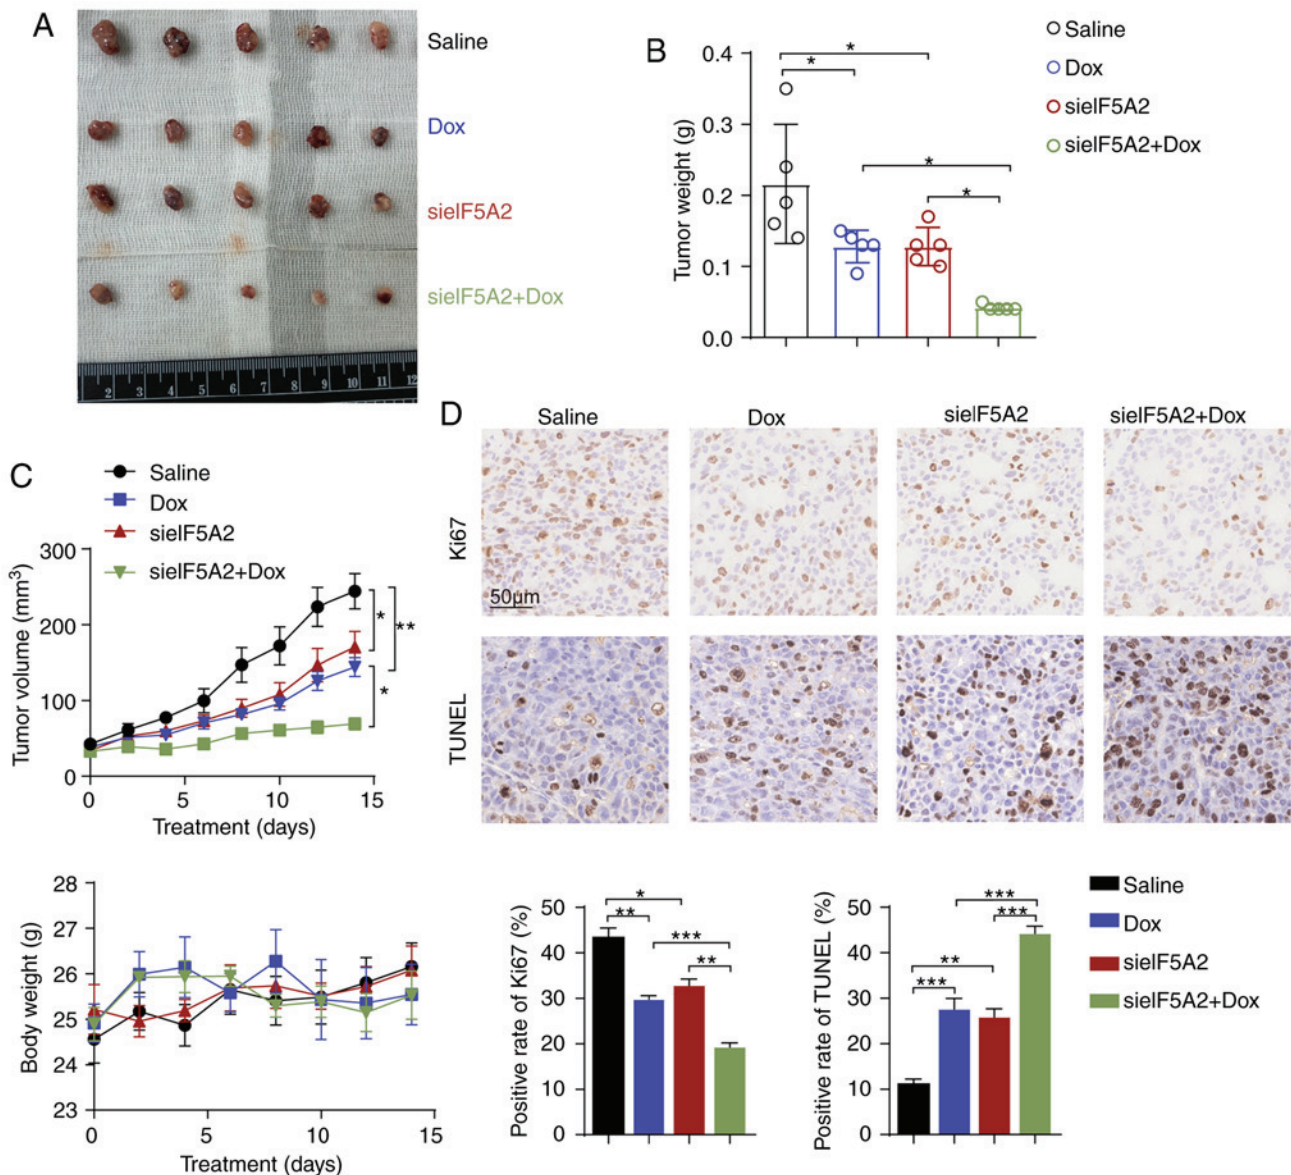 A
Saline
Dox
sieIF5A2
sieIF5A2+Dox
2 3 4 5 6 7 8 9 10 11 12
B
Tumor weight (g)
0.4
0.3
0.2
0.1
0.0
*
*
*
*
Saline
Dox
sieIF5A2
sieIF5A2+Dox
C
Saline
Dox
sieIF5A2
sieIF5A2+Dox
Tumor volume (mm³)
300
200
100
0
*
**
*
0 5 10 15
Treatment (days)
Body weight (g)
28
27
26
25
24
23
0 5 10 15
Treatment (days)
D
Saline Dox sieIF5A2 sieIF5A2+Dox
Ki67
50µm
TUNEL
Positive rate of Ki67 (%)
50
40
30
20
10
0
*
**
***
**
Positive rate of TUNEL (%)
50
40
30
20
10
0
***
***
**
***
Saline
Dox
sieIF5A2
sieIF5A2+Dox